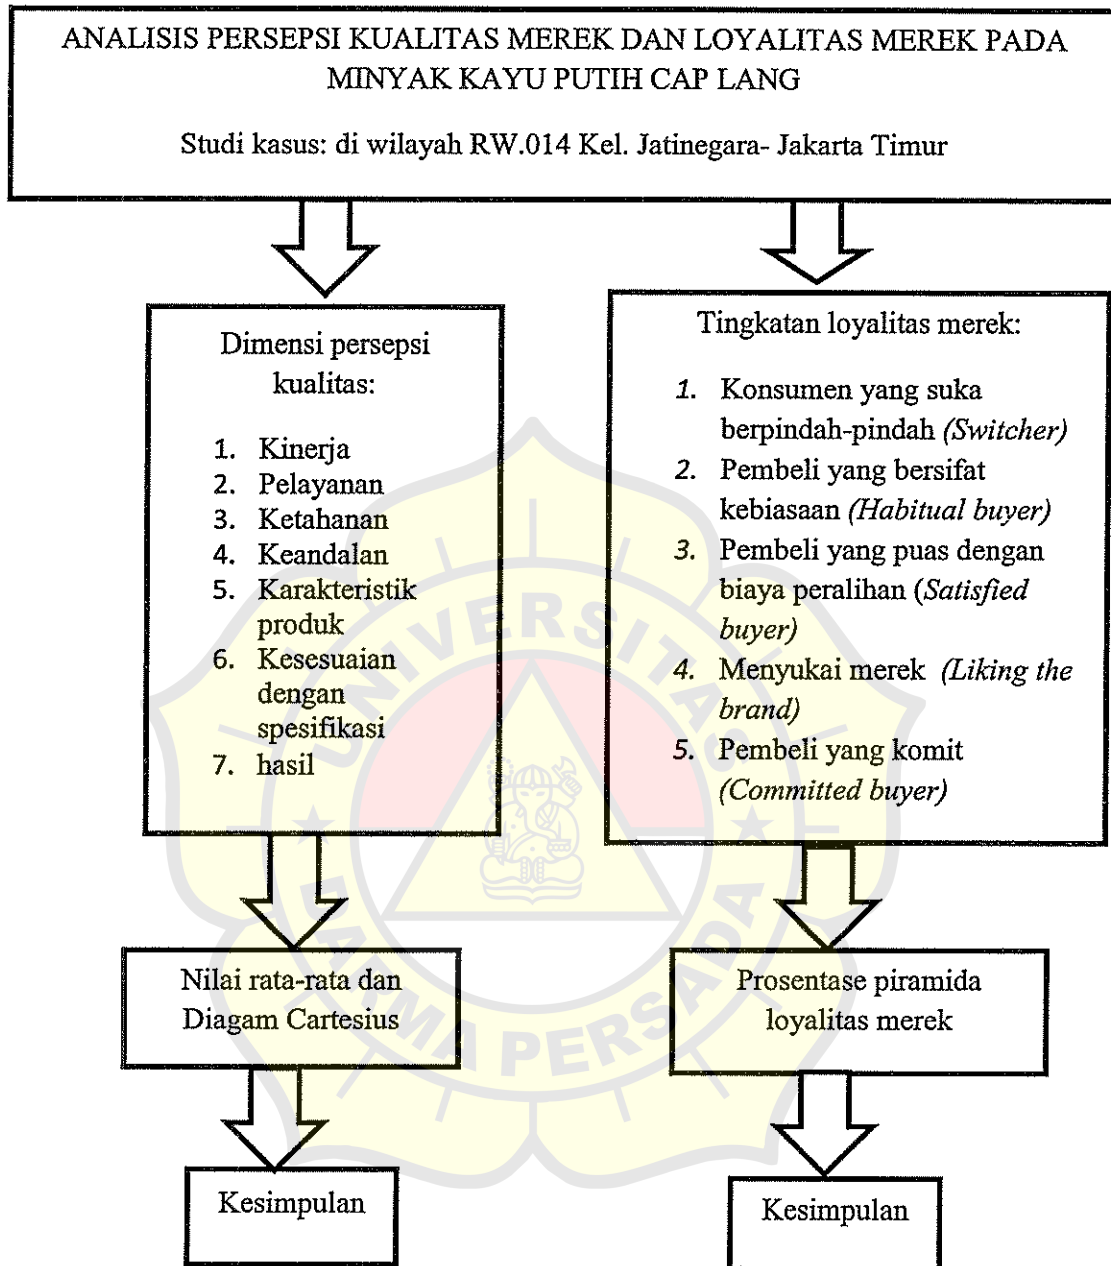 ANALISIS PERSEPSI KUALITAS MEREK DAN LOYALITAS MEREK PADA
MINYAK KAYU PUTIH CAP LANG
Studi kasus: di wilayah RW.014 Kel. Jatinegara- Jakarta Timur
Dimensi persepsi
kualitas:
1. Kinerja
2. Pelayanan
3. Ketahanan
4. Keandalan
5. Karakteristik
produk
6. Kesesuaian
dengan
spesifikasi
7. hasil
Tingkatan loyalitas merek:
1. Konsumen yang suka
berpindah-pindah (Switcher)
2. Pembeli yang bersifat
kebiasaan (Habitual buyer)
3. Pembeli yang puas dengan
biaya peralihan (Satisfied
buyer)
4. Menyukai merek (Liking the
brand)
5. Pembeli yang komit
(Committed buyer)
Nilai rata-rata dan
Diagam Cartesius
Prosentase piramida
loyalitas merek
Kesimpulan
Kesimpulan
UNIVERSITAS
DARMA PERSADA